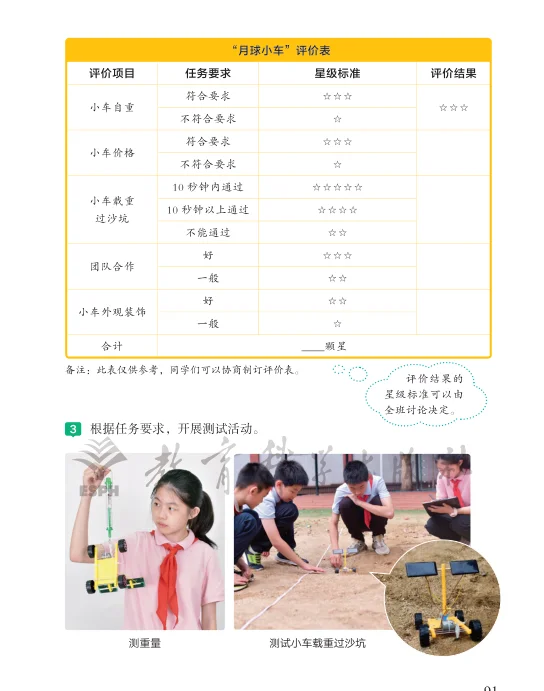 “月球小车”评价表
评价项目 任务要求 星级标准 评价结果
小车自重 符合要求 ☆☆☆ ☆☆☆
不符合要求 ☆
小车价格 符合要求 ☆☆☆
不符合要求 ☆
小车载重过沙坑 10 秒钟内通过 ☆☆☆☆☆
10 秒钟以上通过 ☆☆☆☆
不能通过 ☆☆
团队合作 好 ☆☆☆
一般 ☆☆
小车外观装饰 好 ☆☆
一般 ☆
合计 ____颗星
备注：此表仅供参考，同学们可以协商制订评价表。
评价结果的
星级标准可以由
全班讨论决定。
3 根据任务要求，开展测试活动。
教育科学出版社
ESPH
测重量
测试小车载重过沙坑